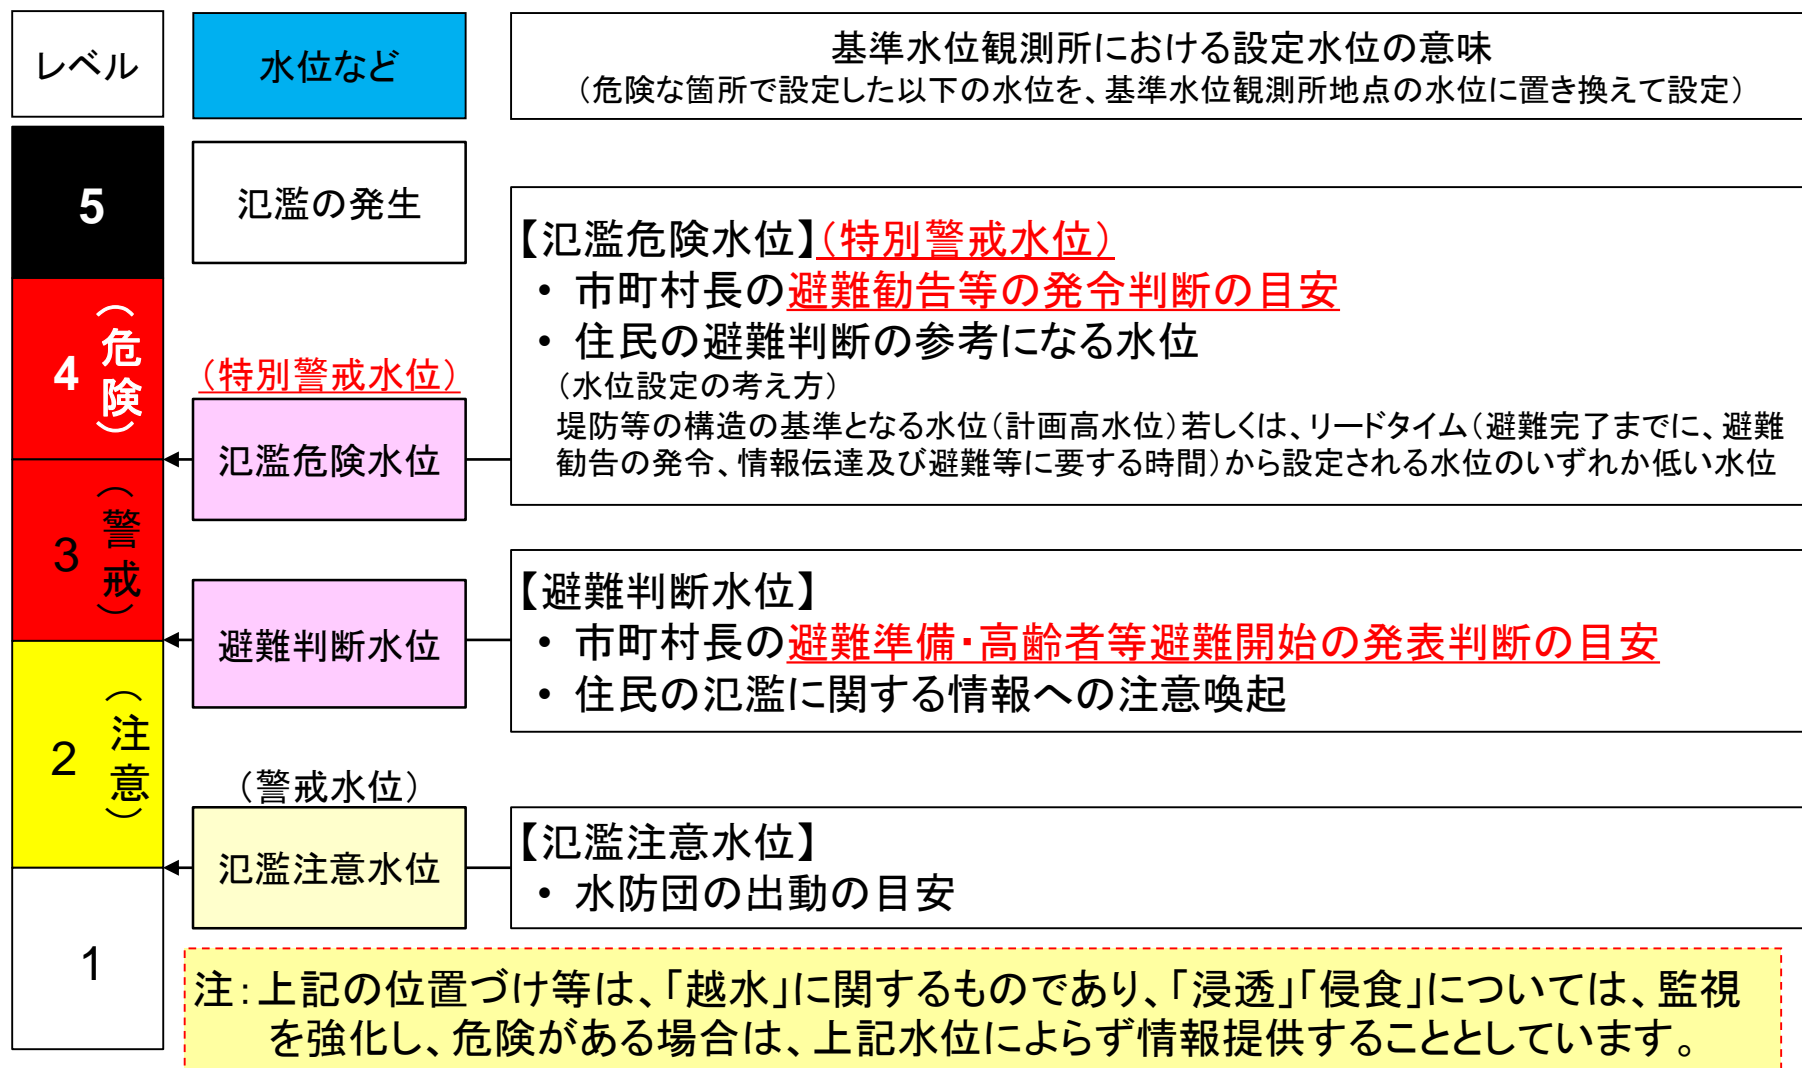 レベル
水位など
基準水位観測所における設定水位の意味
（危険な箇所で設定した以下の水位を、基準水位観測所地点の水位に置き換えて設定）
5
氾濫の発生
【氾濫危険水位】（特別警戒水位）
• 市町村長の避難勧告等の発令判断の目安
• 住民の避難判断の参考になる水位
（水位設定の考え方）
堤防等の構造の基準となる水位（計画高水位）若しくは、リードタイム（避難完了までに、避難
勧告の発令、情報伝達及び避難等に要する時間）から設定される水位のいずれか低い水位
4
（危険）
（特別警戒水位）
氾濫危険水位
3
（警戒）
避難判断水位
【避難判断水位】
• 市町村長の避難準備・高齢者等避難開始の発表判断の目安
• 住民の氾濫に関する情報への注意喚起
2
（注意）
（警戒水位）
氾濫注意水位
【氾濫注意水位】
• 水防団の出動の目安
1
注：上記の位置づけ等は、「越水」に関するものであり、「浸透」「侵食」については、監視
を強化し、危険がある場合は、上記水位によらず情報提供することとしています。